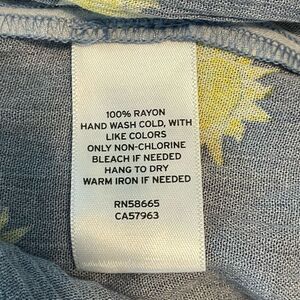 100% RAYON
HAND WASH COLD, WITH
LIKE COLORS
ONLY NON-CHLORINE
BLEACH IF NEEDED
HANG TO DRY
WARM IRON IF NEEDED
RN58665
CA57963